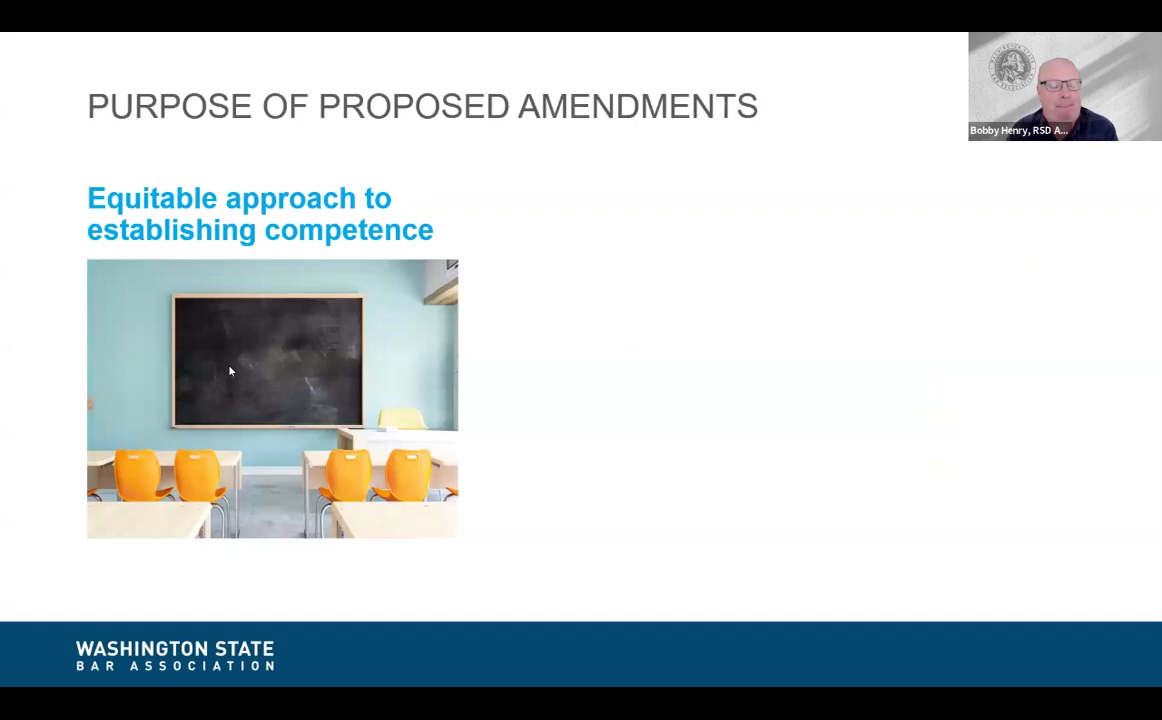 PURPOSE OF PROPOSED AMENDMENTS
Bobby Henry, RSD A...
Equitable approach to
establishing competence
WASHINGTON STATE
BAR ASSOCIATION